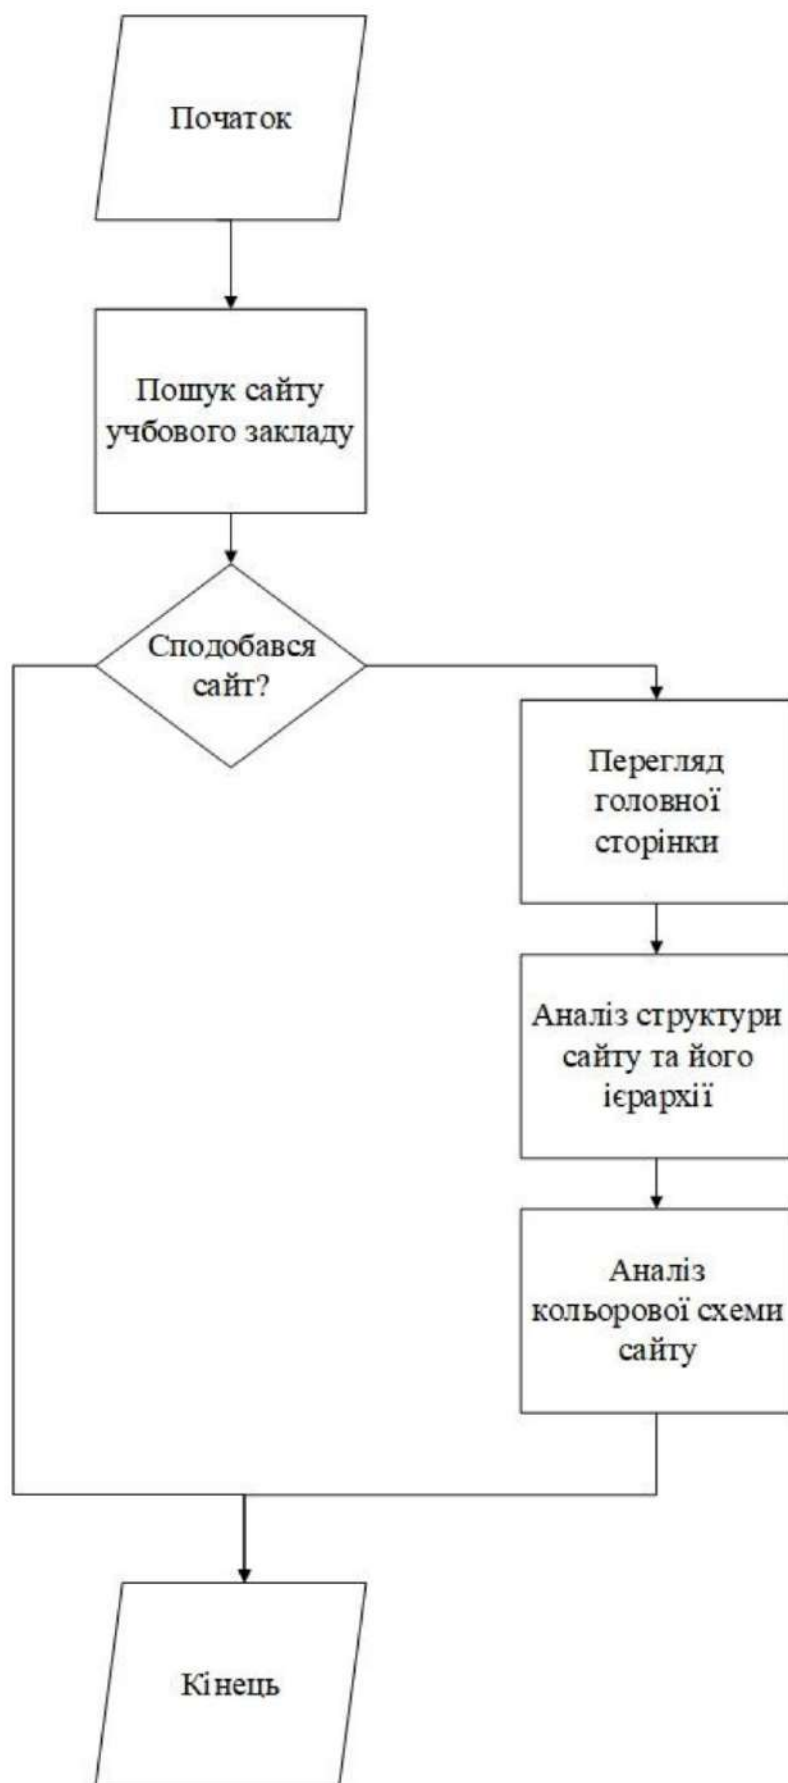 Початок
Пошук сайту
учбового закладу
Сподобався
сайт?
Перегляд
головної
сторінки
Аналіз структури
сайту та його
ієрархії
Аналіз
кольорової схеми
сайту
Кінець